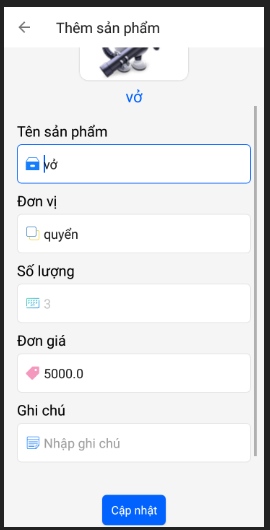 Thêm sản phẩm
vở
Tên sản phẩm
vở
Đơn vị
quyển
Số lượng
3
Đơn giá
5000.0
Ghi chú
Nhập ghi chú
Cập nhật